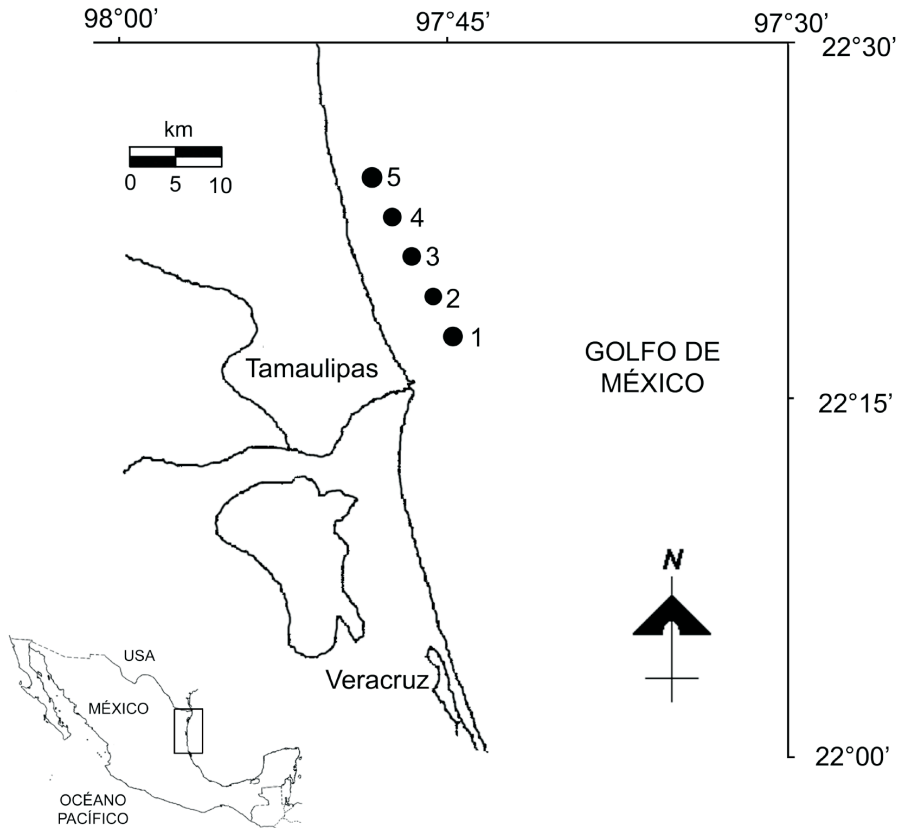 98°00’ 97°45’ 97°30’
22°30’
km
0 5 10
5
4
3
2
1
Tamaulipas
GOLFO DE
MÉXICO
22°15’
N
Veracruz
USA
MÉXICO
22°00’
OCÉANO
PACÍFICO